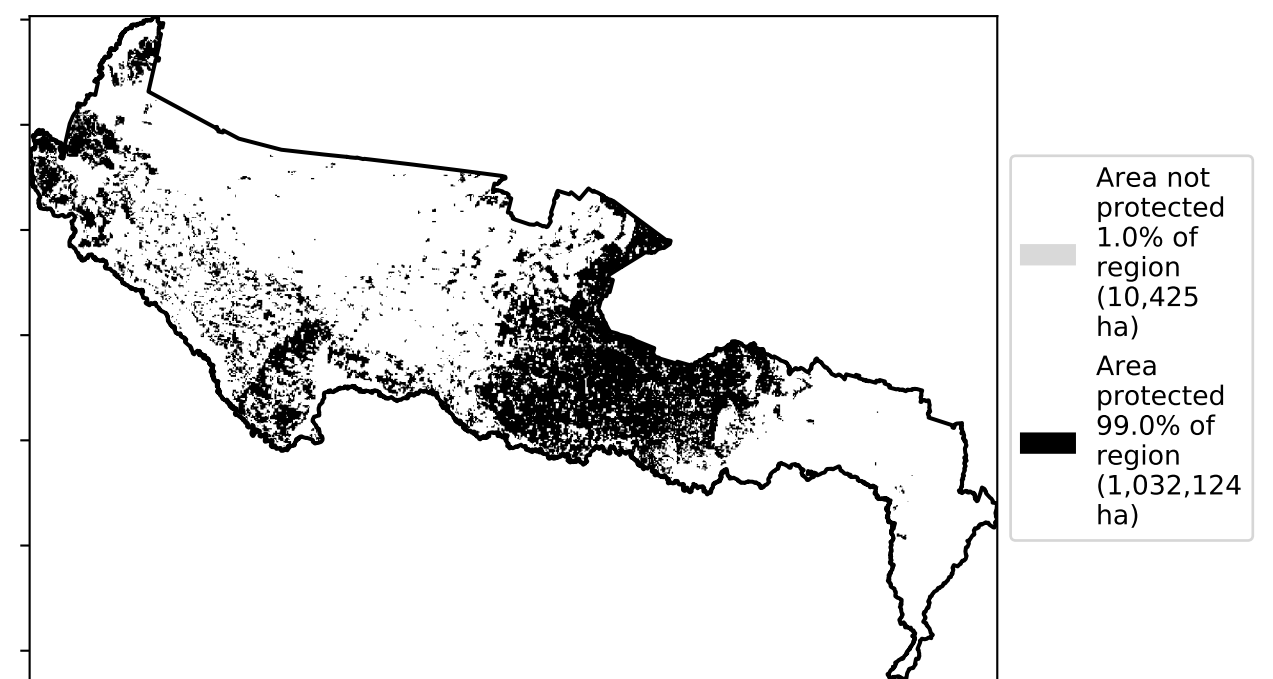 Area not
protected
1.0% of
region
(10,425
ha)
Area
protected
99.0% of
region
(1,032,124
ha)